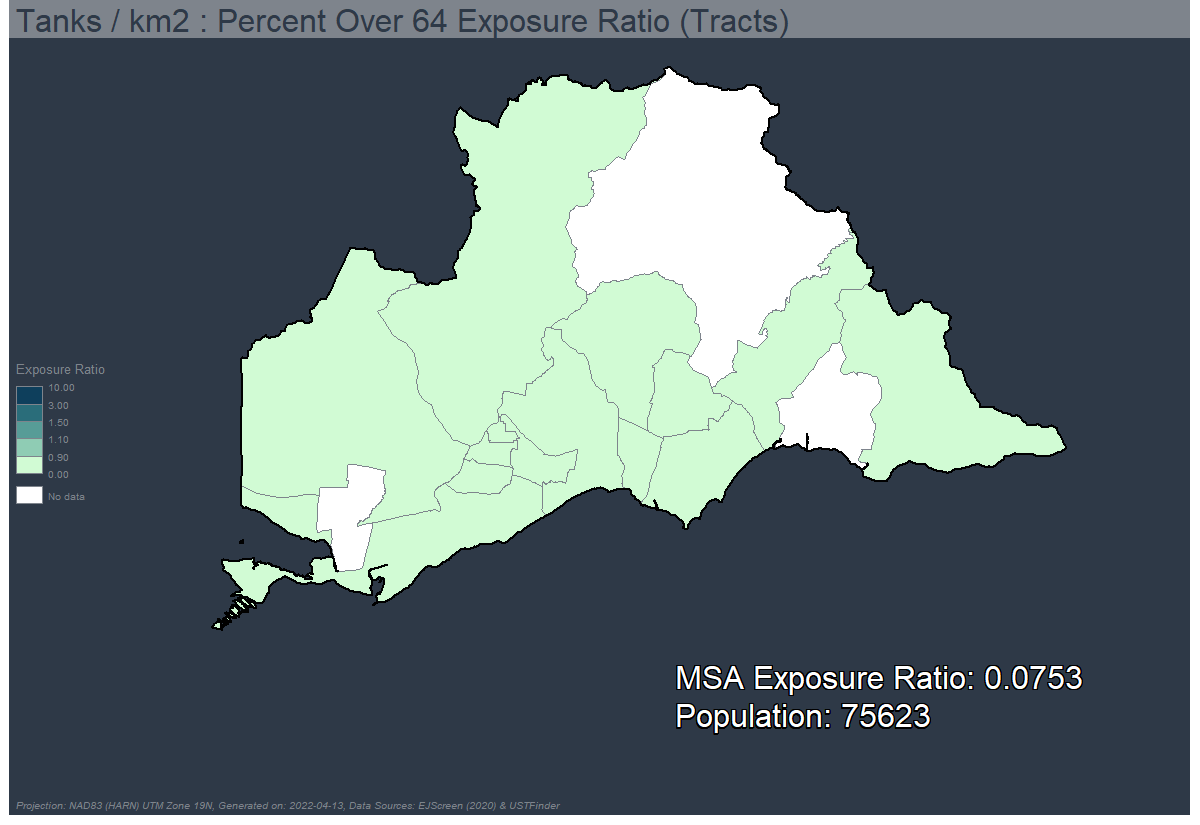 Tanks / km2 : Percent Over 64 Exposure Ratio (Tracts)
Exposure Ratio
10.00
3.00
1.50
1.10
0.90
0.00
No data
MSA Exposure Ratio: 0.0753
Population: 75623
Projection: NAD83 (HARN) UTM Zone 19N, Generated on: 2022-04-13, Data Sources: EJScreen (2020) & USTFinder